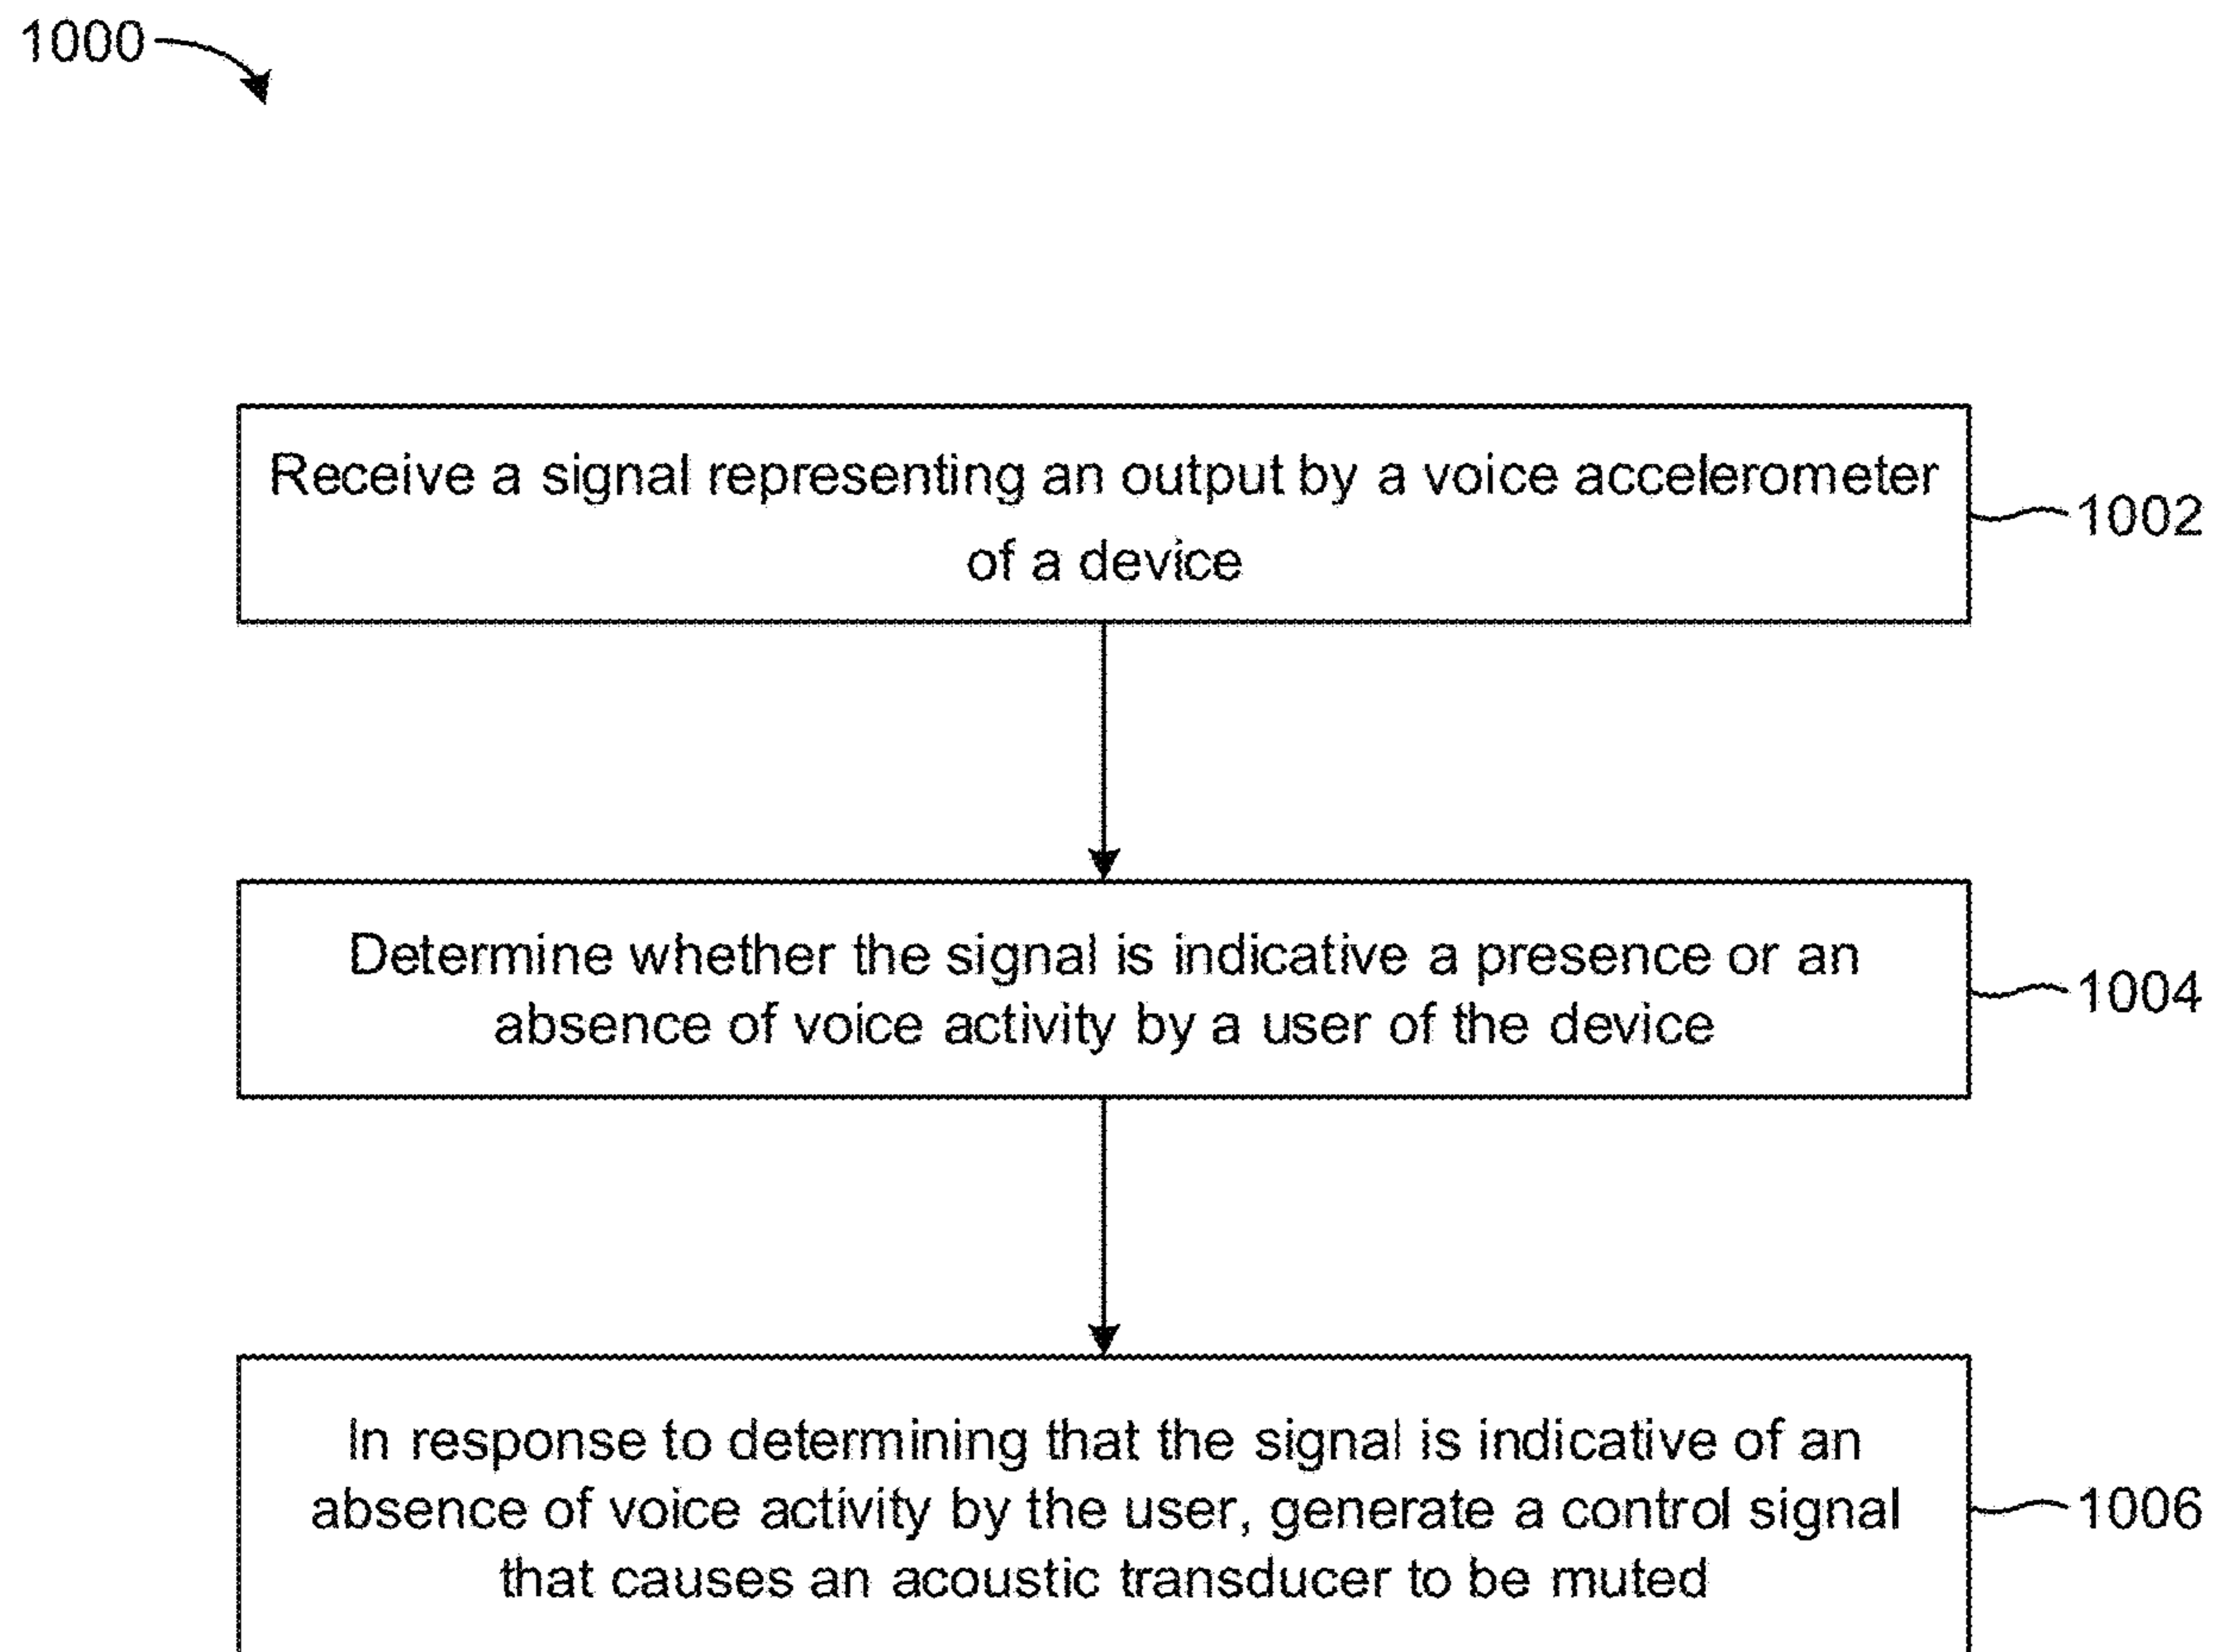 1000
Receive a signal representing an output by a voice accelerometer
of a device
1002
Determine whether the signal is indicative a presence or an
absence of voice activity by a user of the device
1004
In response to determining that the signal is indicative of an
absence of voice activity by the user, generate a control signal
that causes an acoustic transducer to be muted
1006